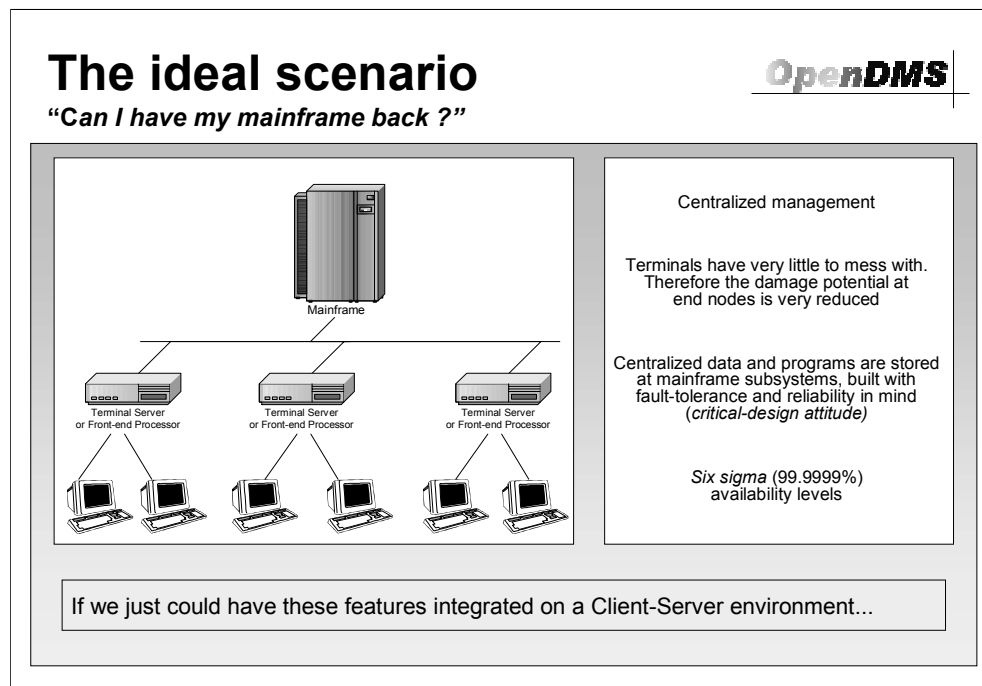 The ideal scenario
“Can I have my mainframe back ?”
OpenDMS
Mainframe
Terminal Server
or Front-end Processor
Terminal Server
or Front-end Processor
Terminal Server
or Front-end Processor
Centralized management
Terminals have very little to mess with.
Therefore the damage potential at
end nodes is very reduced
Centralized data and programs are stored
at mainframe subsystems, built with
fault-tolerance and reliability in mind
(critical-design attitude)
Six sigma (99.9999%)
availability levels
If we just could have these features integrated on a Client-Server environment...